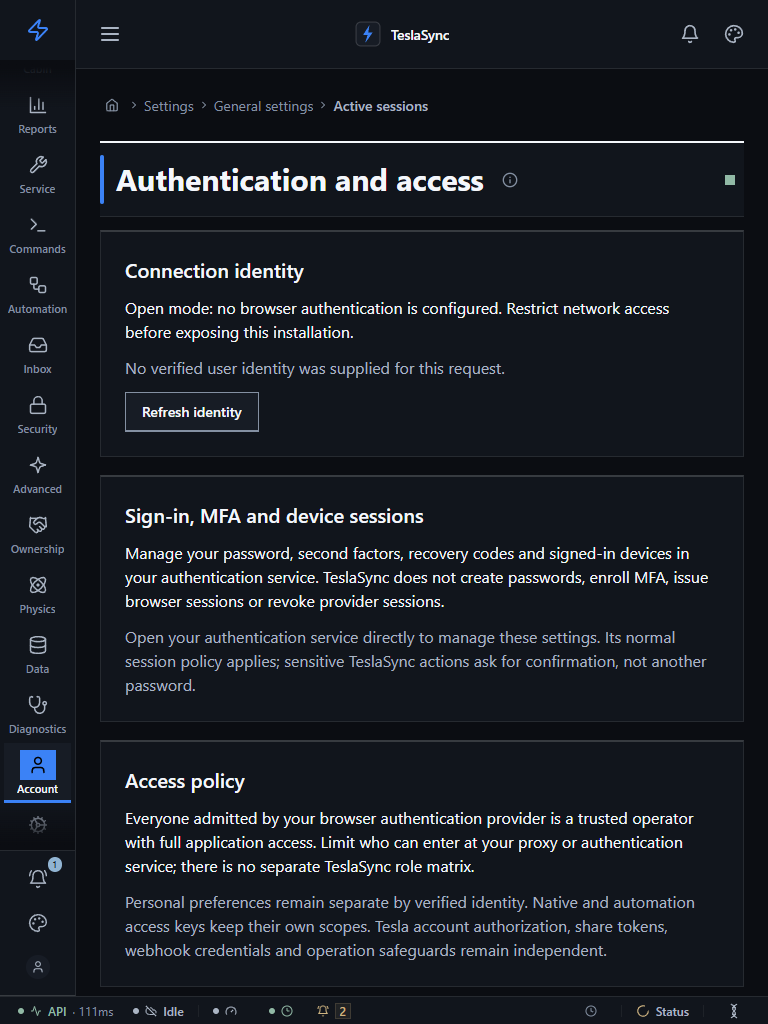 TeslaSync
Reports
Service
Commands
Automation
Inbox
Security
Advanced
Ownership
Physics
Data
Diagnostics
Account
1
Settings
General settings
Active sessions
Authentication and access
Connection identity
Open mode: no browser authentication is configured. Restrict network access
before exposing this installation.
No verified user identity was supplied for this request.
Refresh identity
Sign-in, MFA and device sessions
Manage your password, second factors, recovery codes and signed-in devices in
your authentication service. TeslaSync does not create passwords, enroll MFA, issue
browser sessions or revoke provider sessions.
Open your authentication service directly to manage these settings. Its normal
session policy applies; sensitive TeslaSync actions ask for confirmation, not another
password.
Access policy
Everyone admitted by your browser authentication provider is a trusted operator
with full application access. Limit who can enter at your proxy or authentication
service; there is no separate TeslaSync role matrix.
Personal preferences remain separate by verified identity. Native and automation
access keys keep their own scopes. Tesla account authorization, share tokens,
webhook credentials and operation safeguards remain independent.
API · 111ms
Idle
2
Status